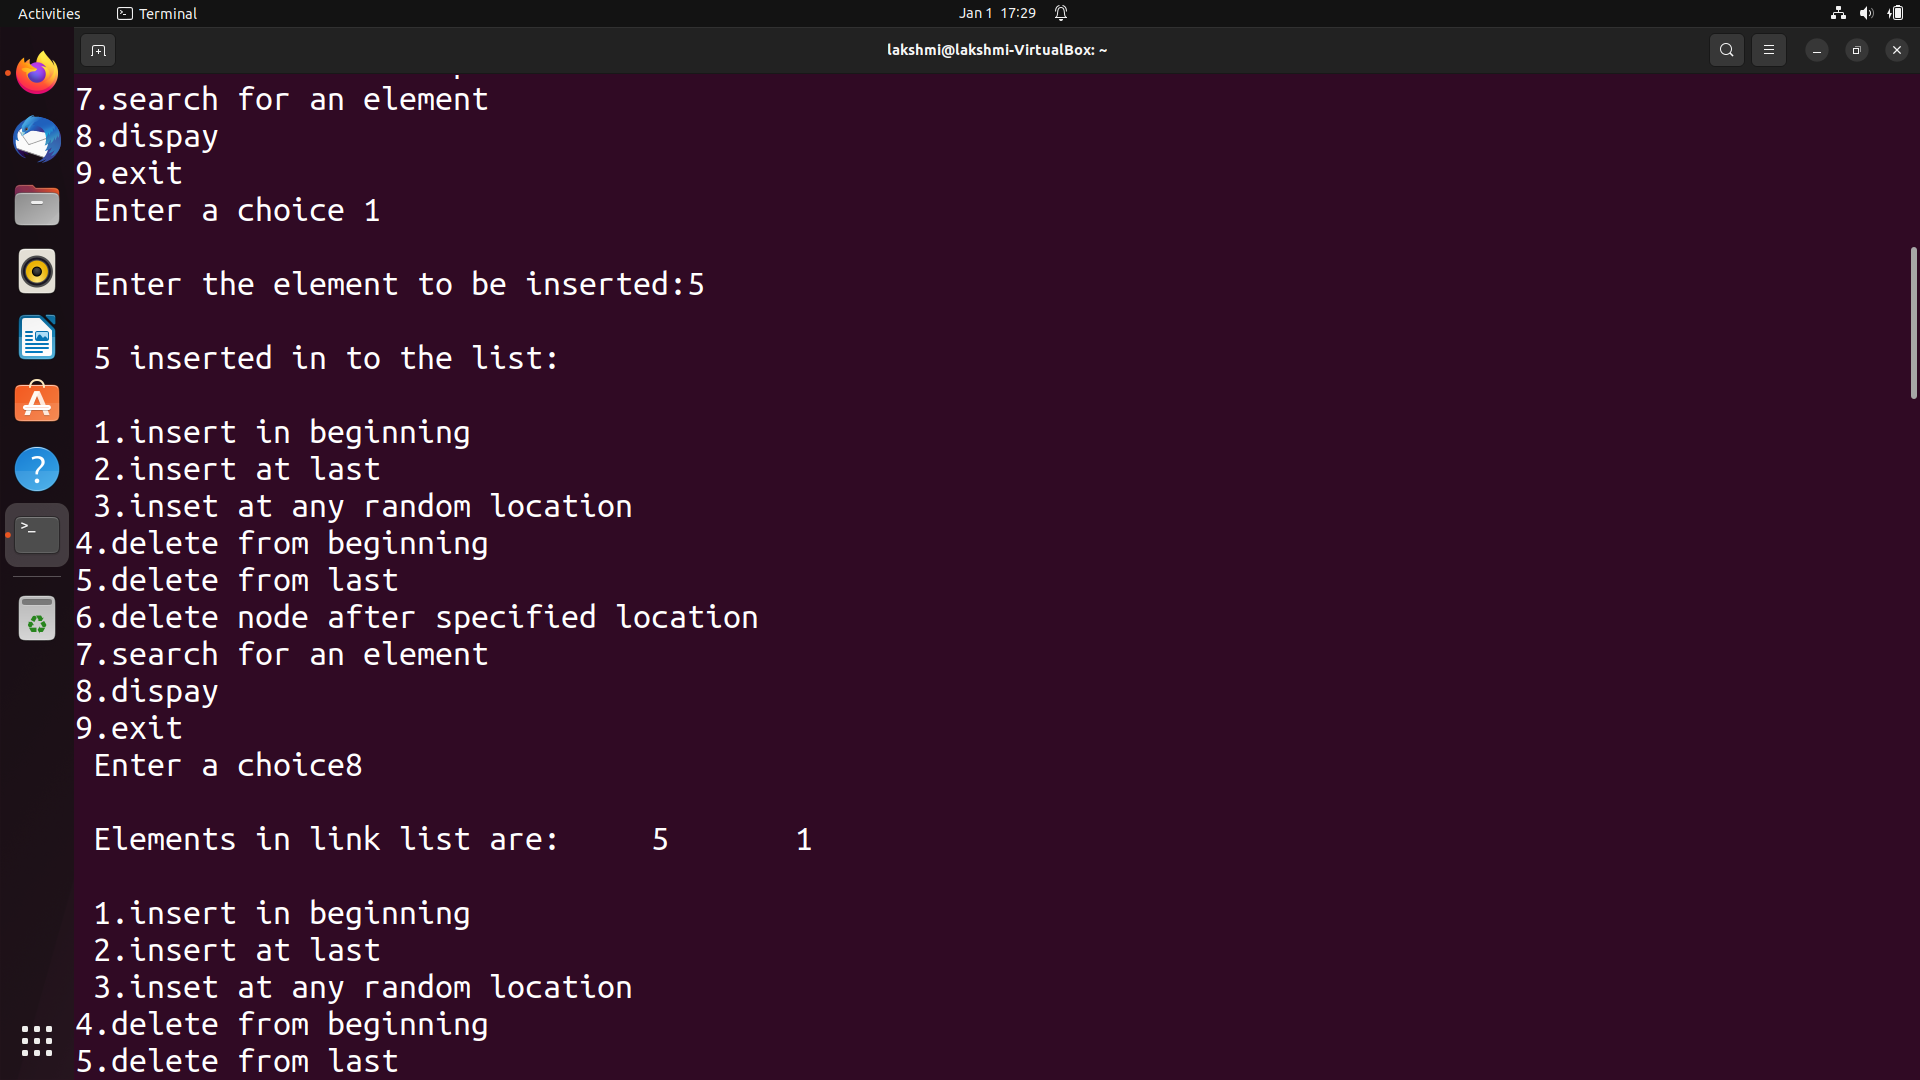 Activities
Terminal
Jan 1 17:29
lakshmi@lakshmi-VirtualBox: ~
7.search for an element
8.dispay
9.exit
Enter a choice 1
Enter the element to be inserted:5
5 inserted in to the list:
1.insert in beginning
2.insert at last
3.inset at any random location
4.delete from beginning
5.delete from last
6.delete node after specified location
7.search for an element
8.dispay
9.exit
Enter a choice8
Elements in link list are: 5 1
1.insert in beginning
2.insert at last
3.inset at any random location
4.delete from beginning
5.delete from last